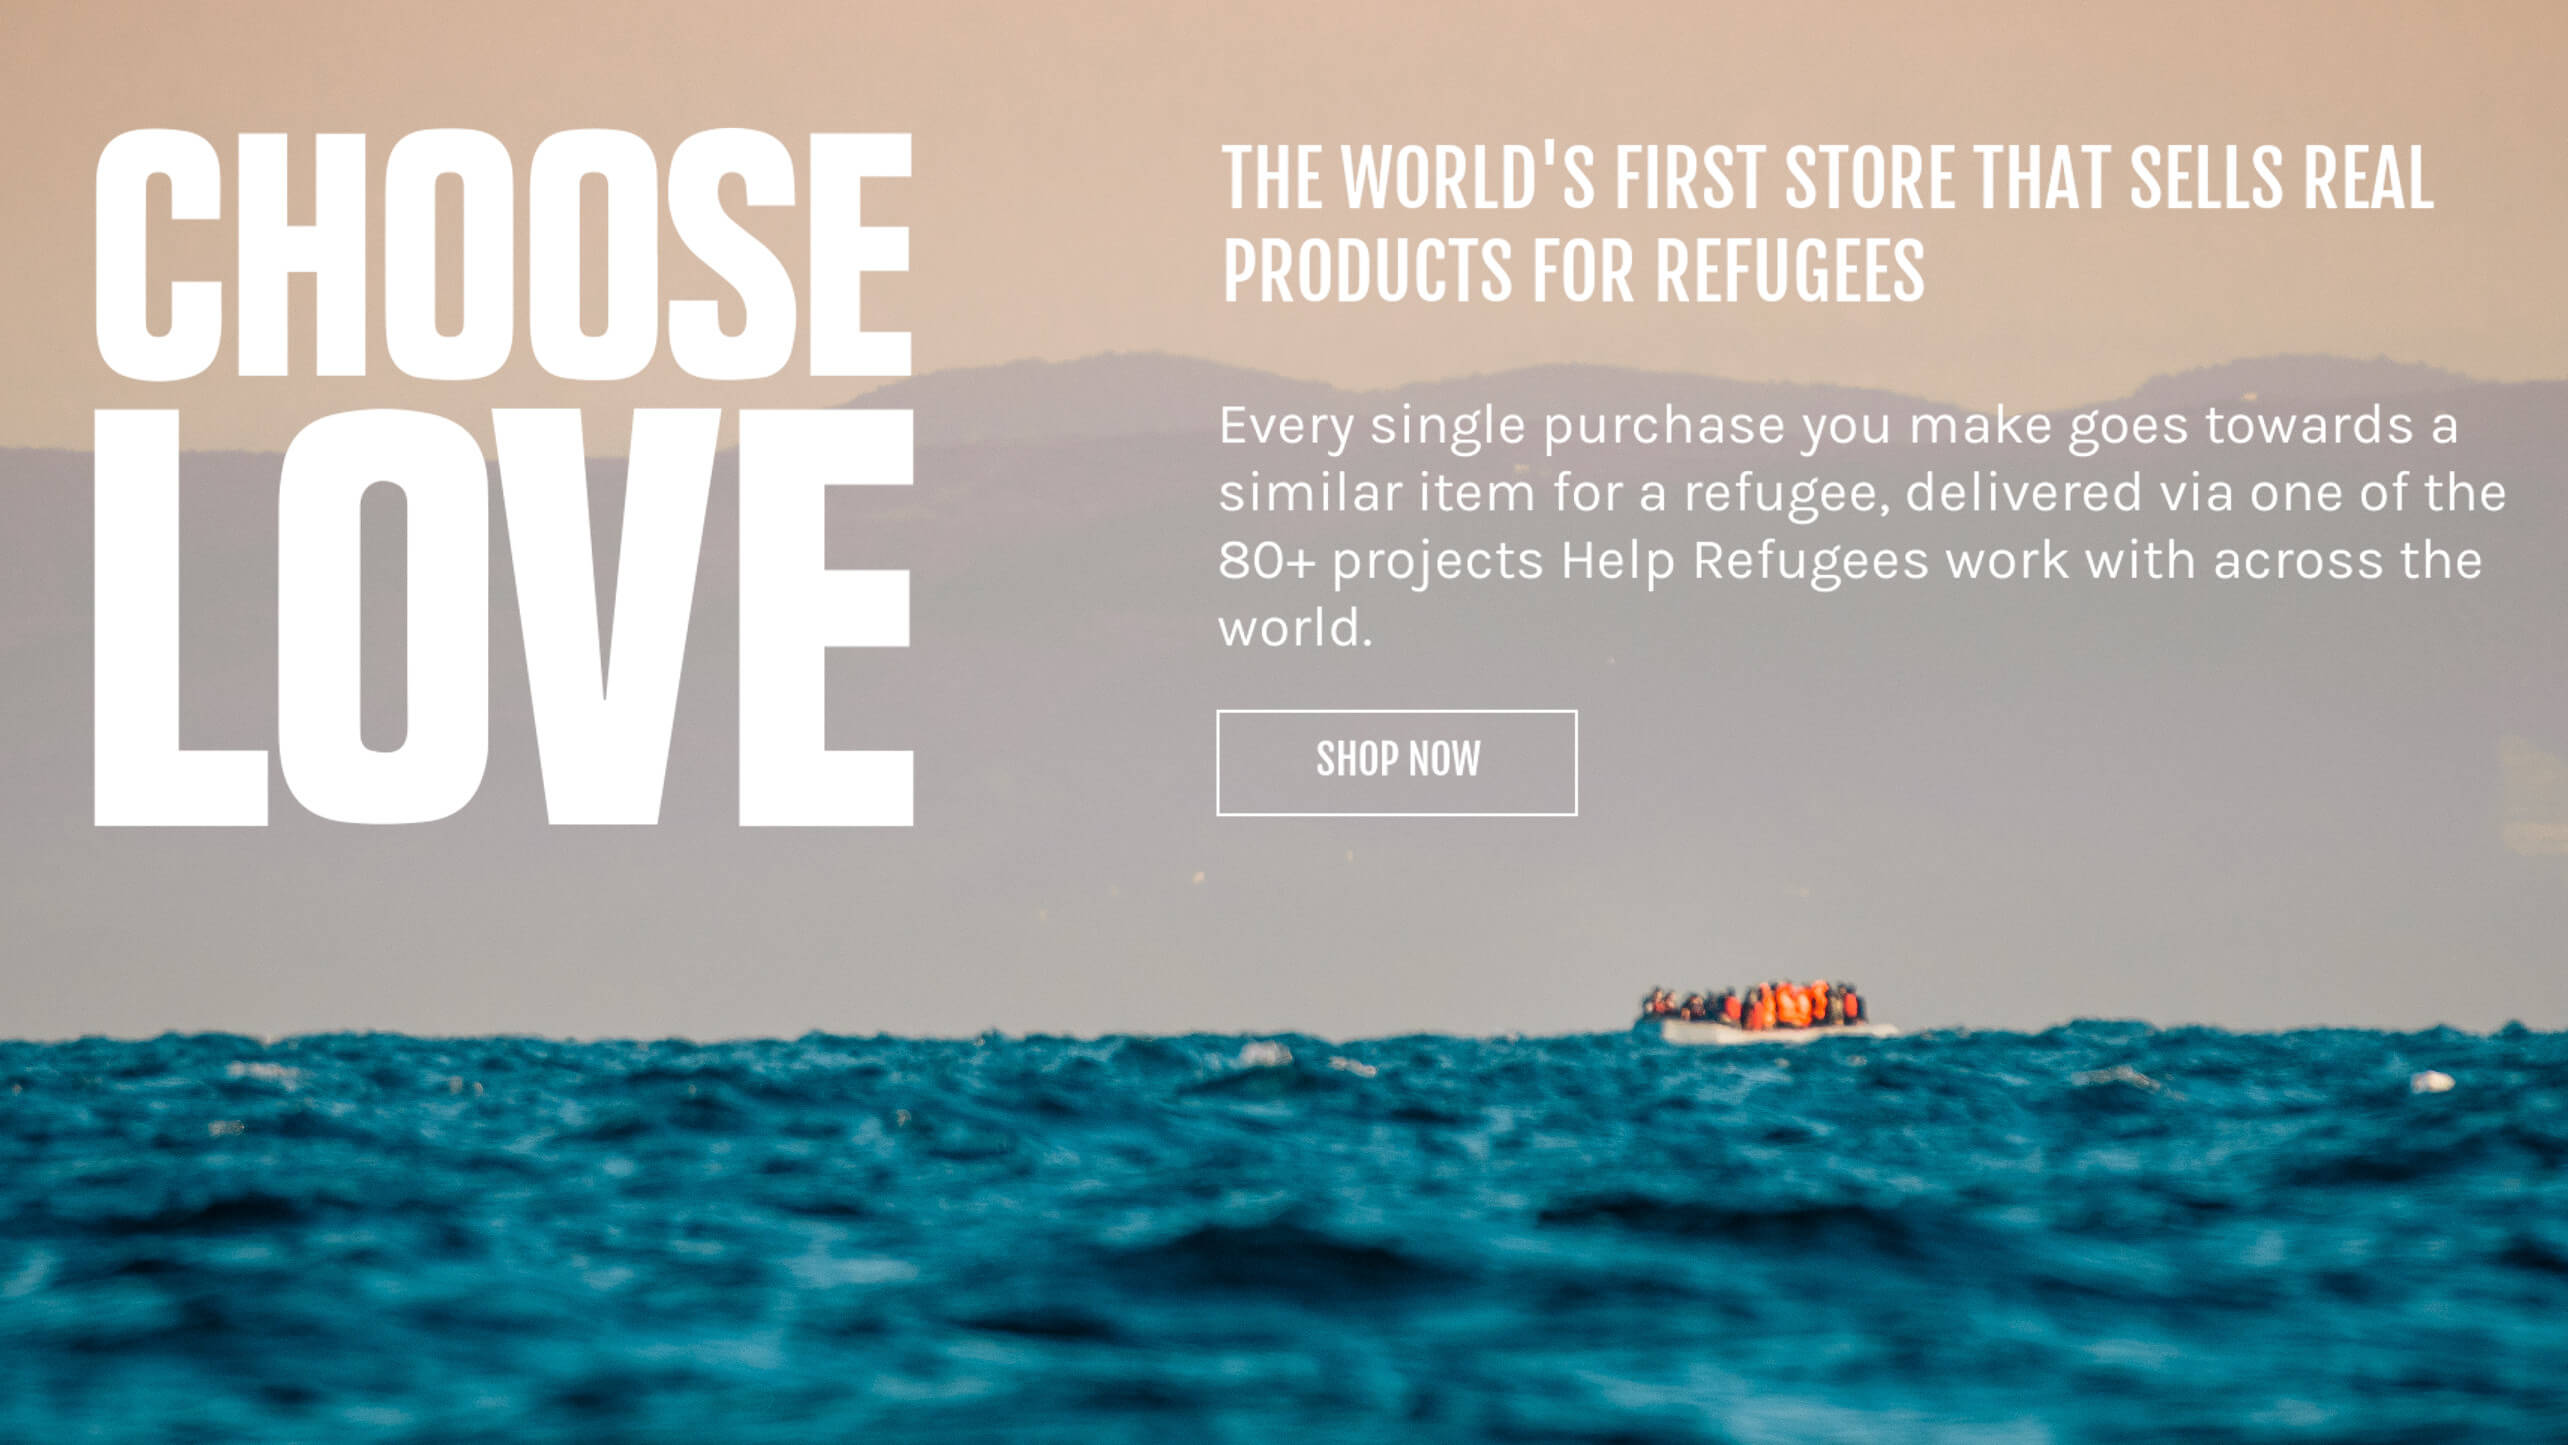 CHOOSE
LOVE
THE WORLD'S FIRST STORE THAT SELLS REAL
PRODUCTS FOR REFUGEES
Every single purchase you make goes towards a
similar item for a refugee, delivered via one of the
80+ projects Help Refugees work with across the
world.
SHOP NOW